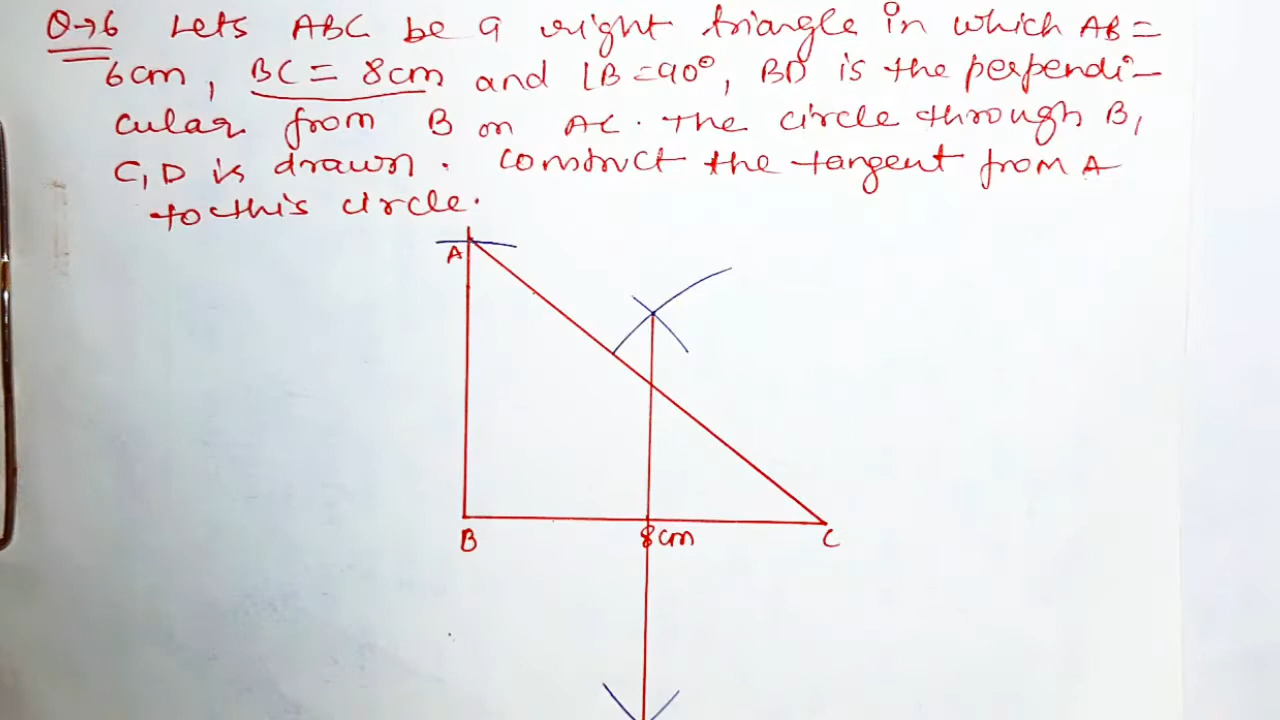 Q→6 Lets ABC be a right triangle in which AB =
6cm, BC = 8cm and ∠B = 90°, BD is the perpendi-
cular from B on AC. The circle through B,
C, D is drawn. Construct the tangent from A
to this circle.
A
B 8cm C